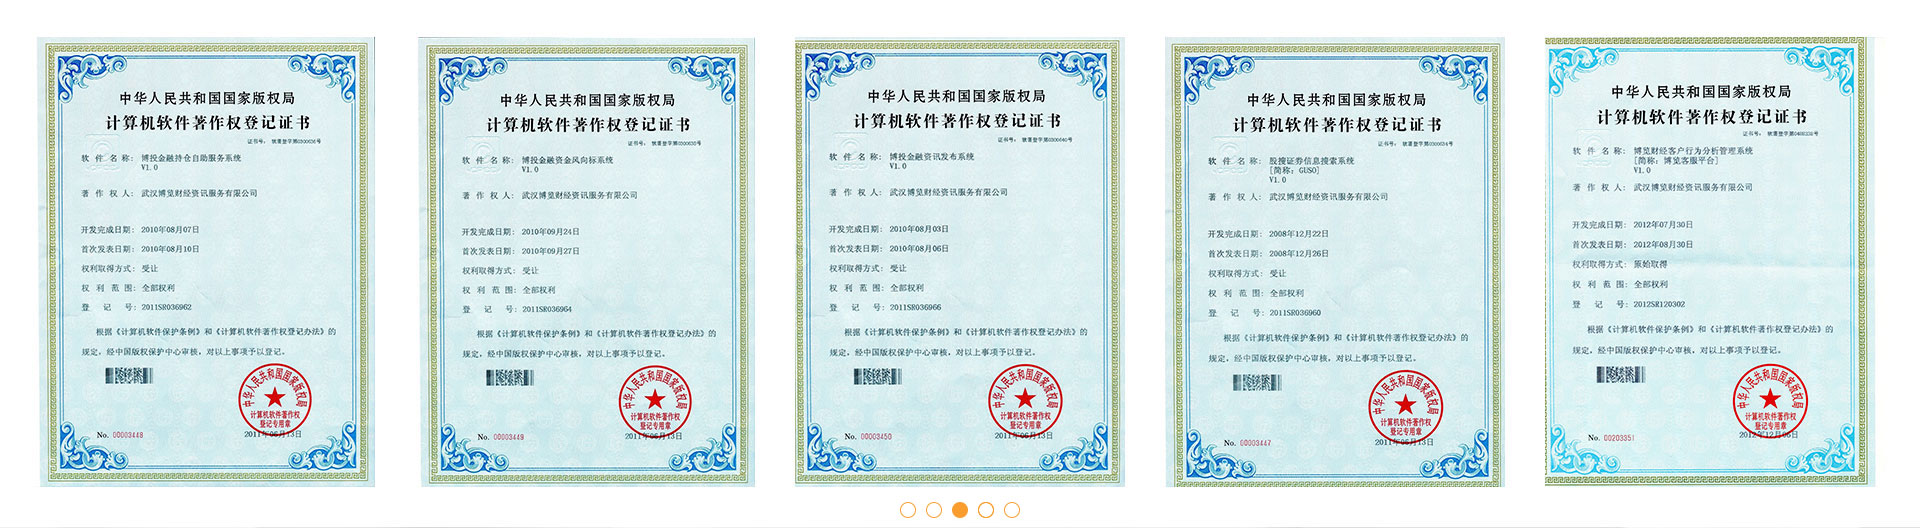 中华人民共和国国家版权局
计算机软件著作权登记证书
证书号： 软著登字第0300636号
软 件 名 称： 博投金融持仓自助服务系统
V1.0
著 作 权 人： 武汉博览财经资讯服务有限公司
开发完成日期： 2010年08月07日
首次发表日期： 2010年08月10日
权利取得方式： 受让
权 利 范 围： 全部权利
登 记 号： 2011SR036962
根据《计算机软件保护条例》和《计算机软件著作权登记办法》的
规定，经中国版权保护中心审核，对以上事项予以登记。
中华人民共和国国家版权局
计算机软件著作权
登记专用章
No. 00003448
2011年06月13日
中华人民共和国国家版权局
计算机软件著作权登记证书
证书号： 软著登字第0300638号
软 件 名 称： 博投金融资金风向标系统
V1.0
著 作 权 人： 武汉博览财经资讯服务有限公司
开发完成日期： 2010年09月24日
首次发表日期： 2010年09月27日
权利取得方式： 受让
权 利 范 围： 全部权利
登 记 号： 2011SR036964
根据《计算机软件保护条例》和《计算机软件著作权登记办法》的
规定，经中国版权保护中心审核，对以上事项予以登记。
中华人民共和国国家版权局
计算机软件著作权
登记专用章
No. 00003449
2011年06月13日
中华人民共和国国家版权局
计算机软件著作权登记证书
证书号： 软著登字第0300640号
软 件 名 称： 博投金融资讯发布系统
V1.0
著 作 权 人： 武汉博览财经资讯服务有限公司
开发完成日期： 2010年08月03日
首次发表日期： 2010年08月06日
权利取得方式： 受让
权 利 范 围： 全部权利
登 记 号： 2011SR036966
根据《计算机软件保护条例》和《计算机软件著作权登记办法》的
规定，经中国版权保护中心审核，对以上事项予以登记。
中华人民共和国国家版权局
计算机软件著作权
登记专用章
No. 00003450
2011年06月13日
中华人民共和国国家版权局
计算机软件著作权登记证书
证书号： 软著登字第0300634号
软 件 名 称： 股搜证券信息搜索系统
[简称：GUSO]
V1.0
著 作 权 人： 武汉博览财经资讯服务有限公司
开发完成日期： 2008年12月22日
首次发表日期： 2008年12月26日
权利取得方式： 受让
权 利 范 围： 全部权利
登 记 号： 2011SR036960
根据《计算机软件保护条例》和《计算机软件著作权登记办法》的
规定，经中国版权保护中心审核，对以上事项予以登记。
中华人民共和国国家版权局
计算机软件著作权
登记专用章
No. 00003447
2011年06月13日
中华人民共和国国家版权局
计算机软件著作权登记证书
软 件 名 称： 博览财经客户行为分析管理系统
[简称：博览客服平台]
V1.0
著 作 权 人： 武汉博览财经资讯服务有限公司
开发完成日期： 2012年07月30日
首次发表日期： 2012年08月30日
权利取得方式： 原始取得
权 利 范 围： 全部权利
登 记 号： 2012SR120302
根据《计算机软件保护条例》和《计算机软件著作权登记办法》的
规定，经中国版权保护中心审核，对以上事项予以登记。
中华人民共和国国家版权局
计算机软件著作权
登记专用章
No. 00203351
2012年12月06日